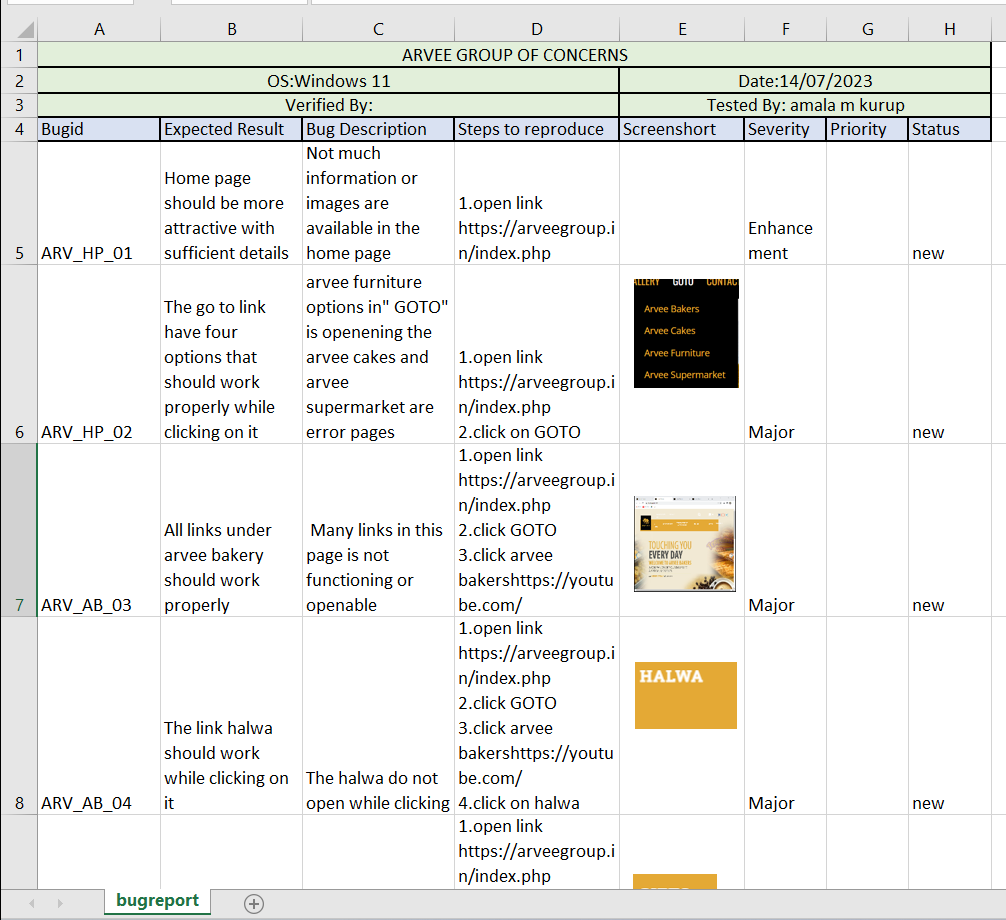 A B C D E F G H
1 ARVEE GROUP OF CONCERNS
2 OS:Windows 11 Date:14/07/2023
3 Verified By: Tested By: amala m kurup
4 Bugid Expected Result Bug Description Steps to reproduce Screenshort Severity Priority Status
5
ARV_HP_01
Home page
should be more
attractive with
sufficient details
Not much
information or
images are
available in the
home page
1.open link
https://arveegroup.i
n/index.php
Enhance
ment
new
6
ARV_HP_02
The go to link
have four
options that
should work
properly while
clicking on it
arvee furniture
options in" GOTO"
is openening the
arvee cakes and
arvee
supermarket are
error pages
1.open link
https://arveegroup.i
n/index.php
2.click on GOTO
ALLERY GOTO CONTAC
Arvee Bakers
Arvee Cakes
Arvee Furniture
Arvee Supermarket
Major
new
7
ARV_AB_03
All links under
arvee bakery
should work
properly
Many links in this
page is not
functioning or
openable
1.open link
https://arveegroup.i
n/index.php
2.click GOTO
3.click arvee
bakershttps://youtu
be.com/
TOUCHING YOU
EVERY DAY
WELCOME TO ARVEE BAKERS
Major
new
8
ARV_AB_04
The link halwa
should work
while clicking on
it
The halwa do not
open while clicking
1.open link
https://arveegroup.i
n/index.php
2.click GOTO
3.click arvee
bakershttps://youtu
be.com/
4.click on halwa
HALWA
Major
new
1.open link
https://arveegroup.i
n/index.php
bugreport